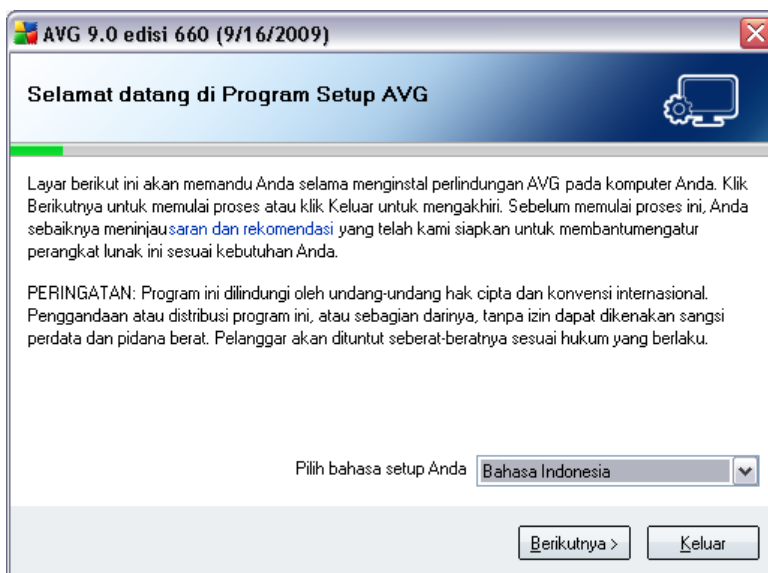 AVG 9.0 edisi 660 (9/16/2009)
Selamat datang di Program Setup AVG
Layar berikut ini akan memandu Anda selama menginstal perlindungan AVG pada komputer Anda. Klik
Berikutnya untuk memulai proses atau klik Keluar untuk mengakhiri. Sebelum memulai proses ini, Anda
sebaiknya meninjausaran dan rekomendasi yang telah kami siapkan untuk membantumengatur
perangkat lunak ini sesuai kebutuhan Anda.
PERINGATAN: Program ini dilindungi oleh undang-undang hak cipta dan konvensi internasional.
Penggandaan atau distribusi program ini, atau sebagian darinya, tanpa izin dapat dikenakan sangsi
perdata dan pidana berat. Pelanggar akan dituntut seberat-beratnya sesuai hukum yang berlaku.
Pilih bahasa setup Anda Bahasa Indonesia
Berikutnya > Keluar